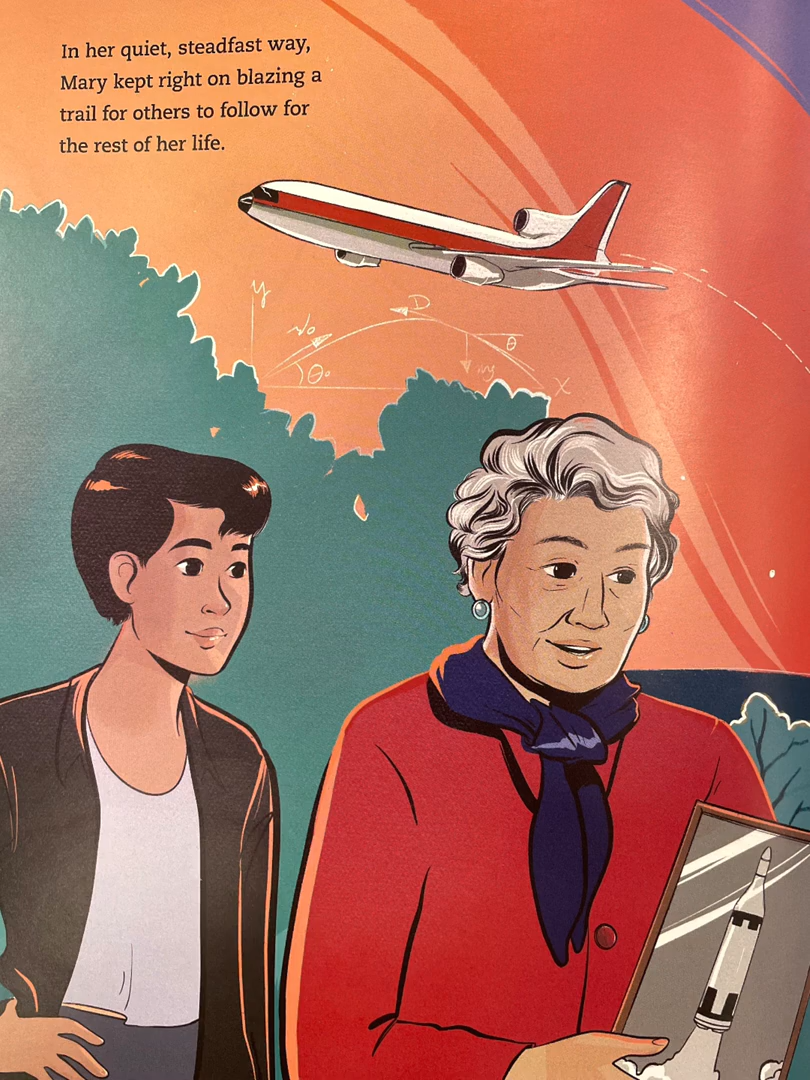 In her quiet, steadfast way,
Mary kept right on blazing a
trail for others to follow for
the rest of her life.
y
D
θ
θ₀
x